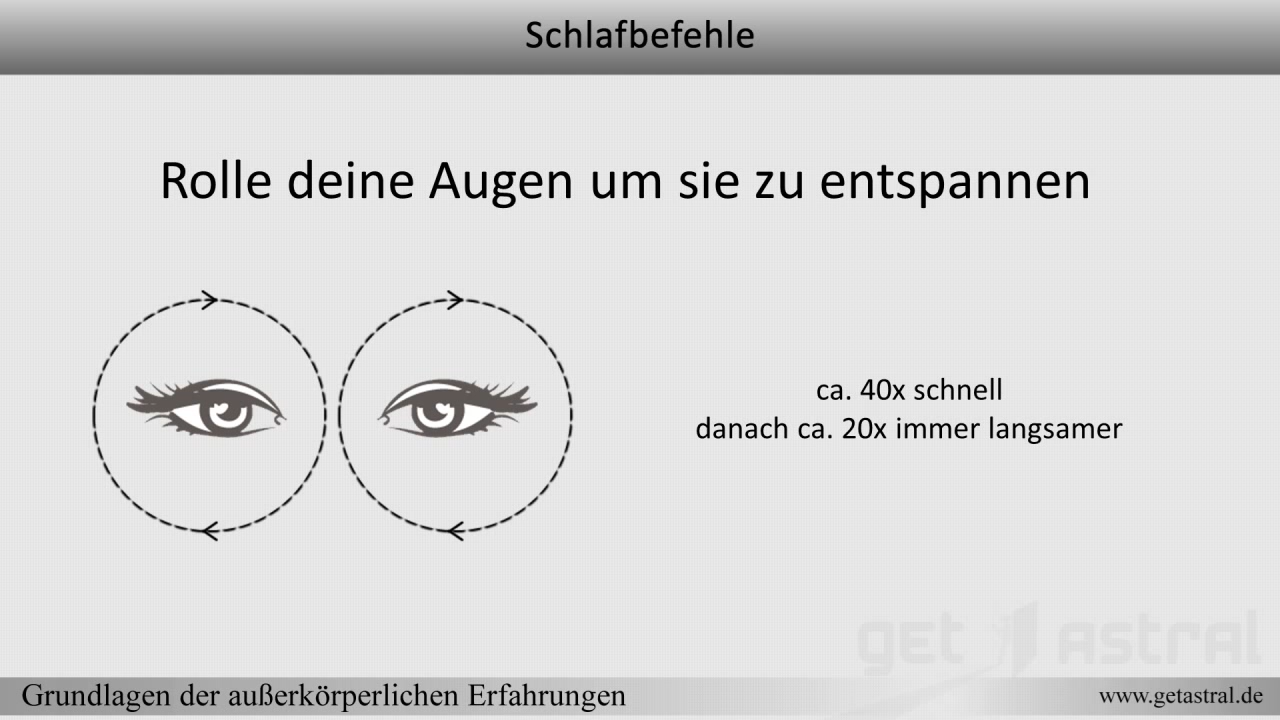 Schlafbefehle
Rolle deine Augen um sie zu entspannen
ca. 40x schnell
danach ca. 20x immer langsamer
get astral
Grundlagen der außerkörperlichen Erfahrungen
www.getastral.de